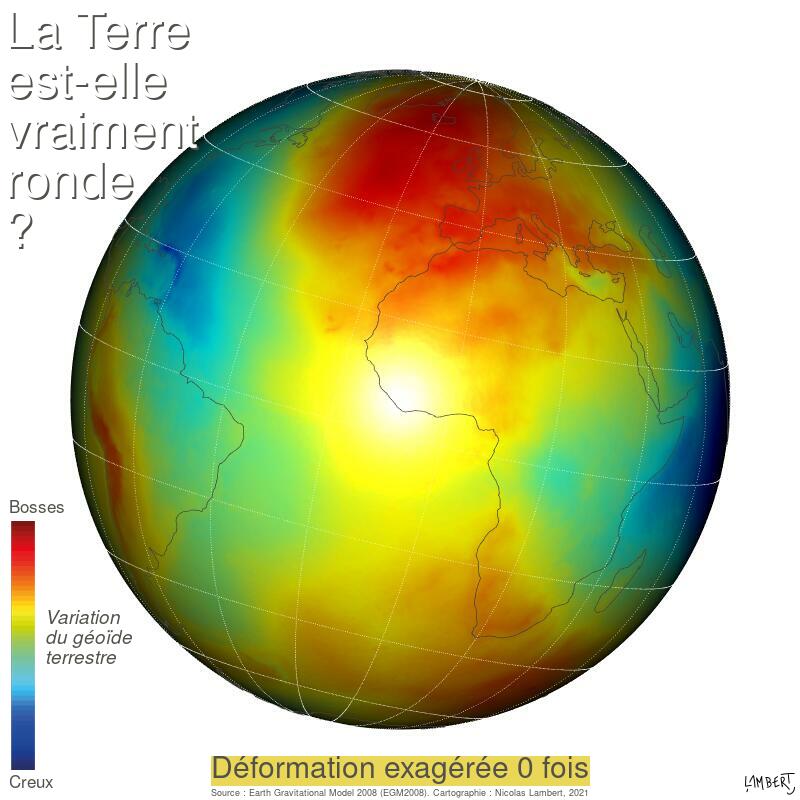 La Terre
est-elle
vraiment
ronde
?
Bosses
Variation
du géoïde
terrestre
Creux
Déformation exagérée 0 fois
Source : Earth Gravitational Model 2008 (EGM2008). Cartographie : Nicolas Lambert, 2021
LAMBERT